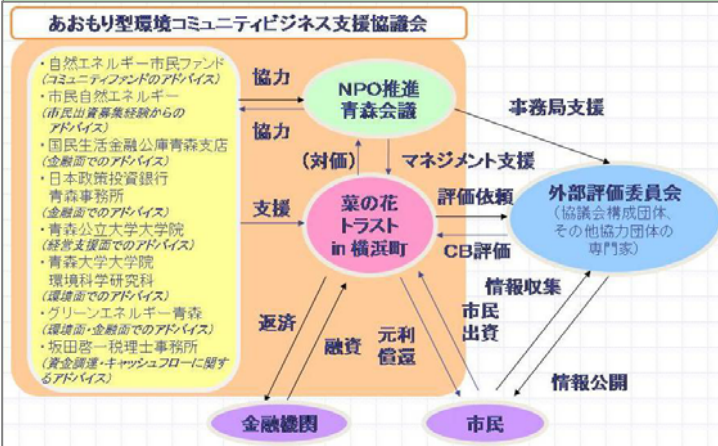 あおもり型環境コミュニティビジネス支援協議会
・自然エネルギー市民ファンド
(コミュニティファンドのアドバイス)
・市民自然エネルギー
(市民出資募集経験からの
アドバイス)
・国民生活金融公庫青森支店
(金融面でのアドバイス)
・日本政策投資銀行
青森事務所
(金融面でのアドバイス)
・青森公立大学大学院
(経営支援面でのアドバイス)
・青森大学大学院
環境科学研究科
(環境面でのアドバイス)
・グリーンエネルギー青森
(環境面・金融面でのアドバイス)
・坂田啓一税理士事務所
(資金調達・キャッシュフローに関す
るアドバイス)
協力
協力
支援
NPO推進
青森会議
(対価)
マネジメント支援
事務局支援
菜の花
トラスト
in 横浜町
評価依頼
CB評価
外部評価委員会
(協議会構成団体、
その他協力団体の
専門家)
返済
融資
元利
償還
市民
出資
情報収集
情報公開
金融機関
市民